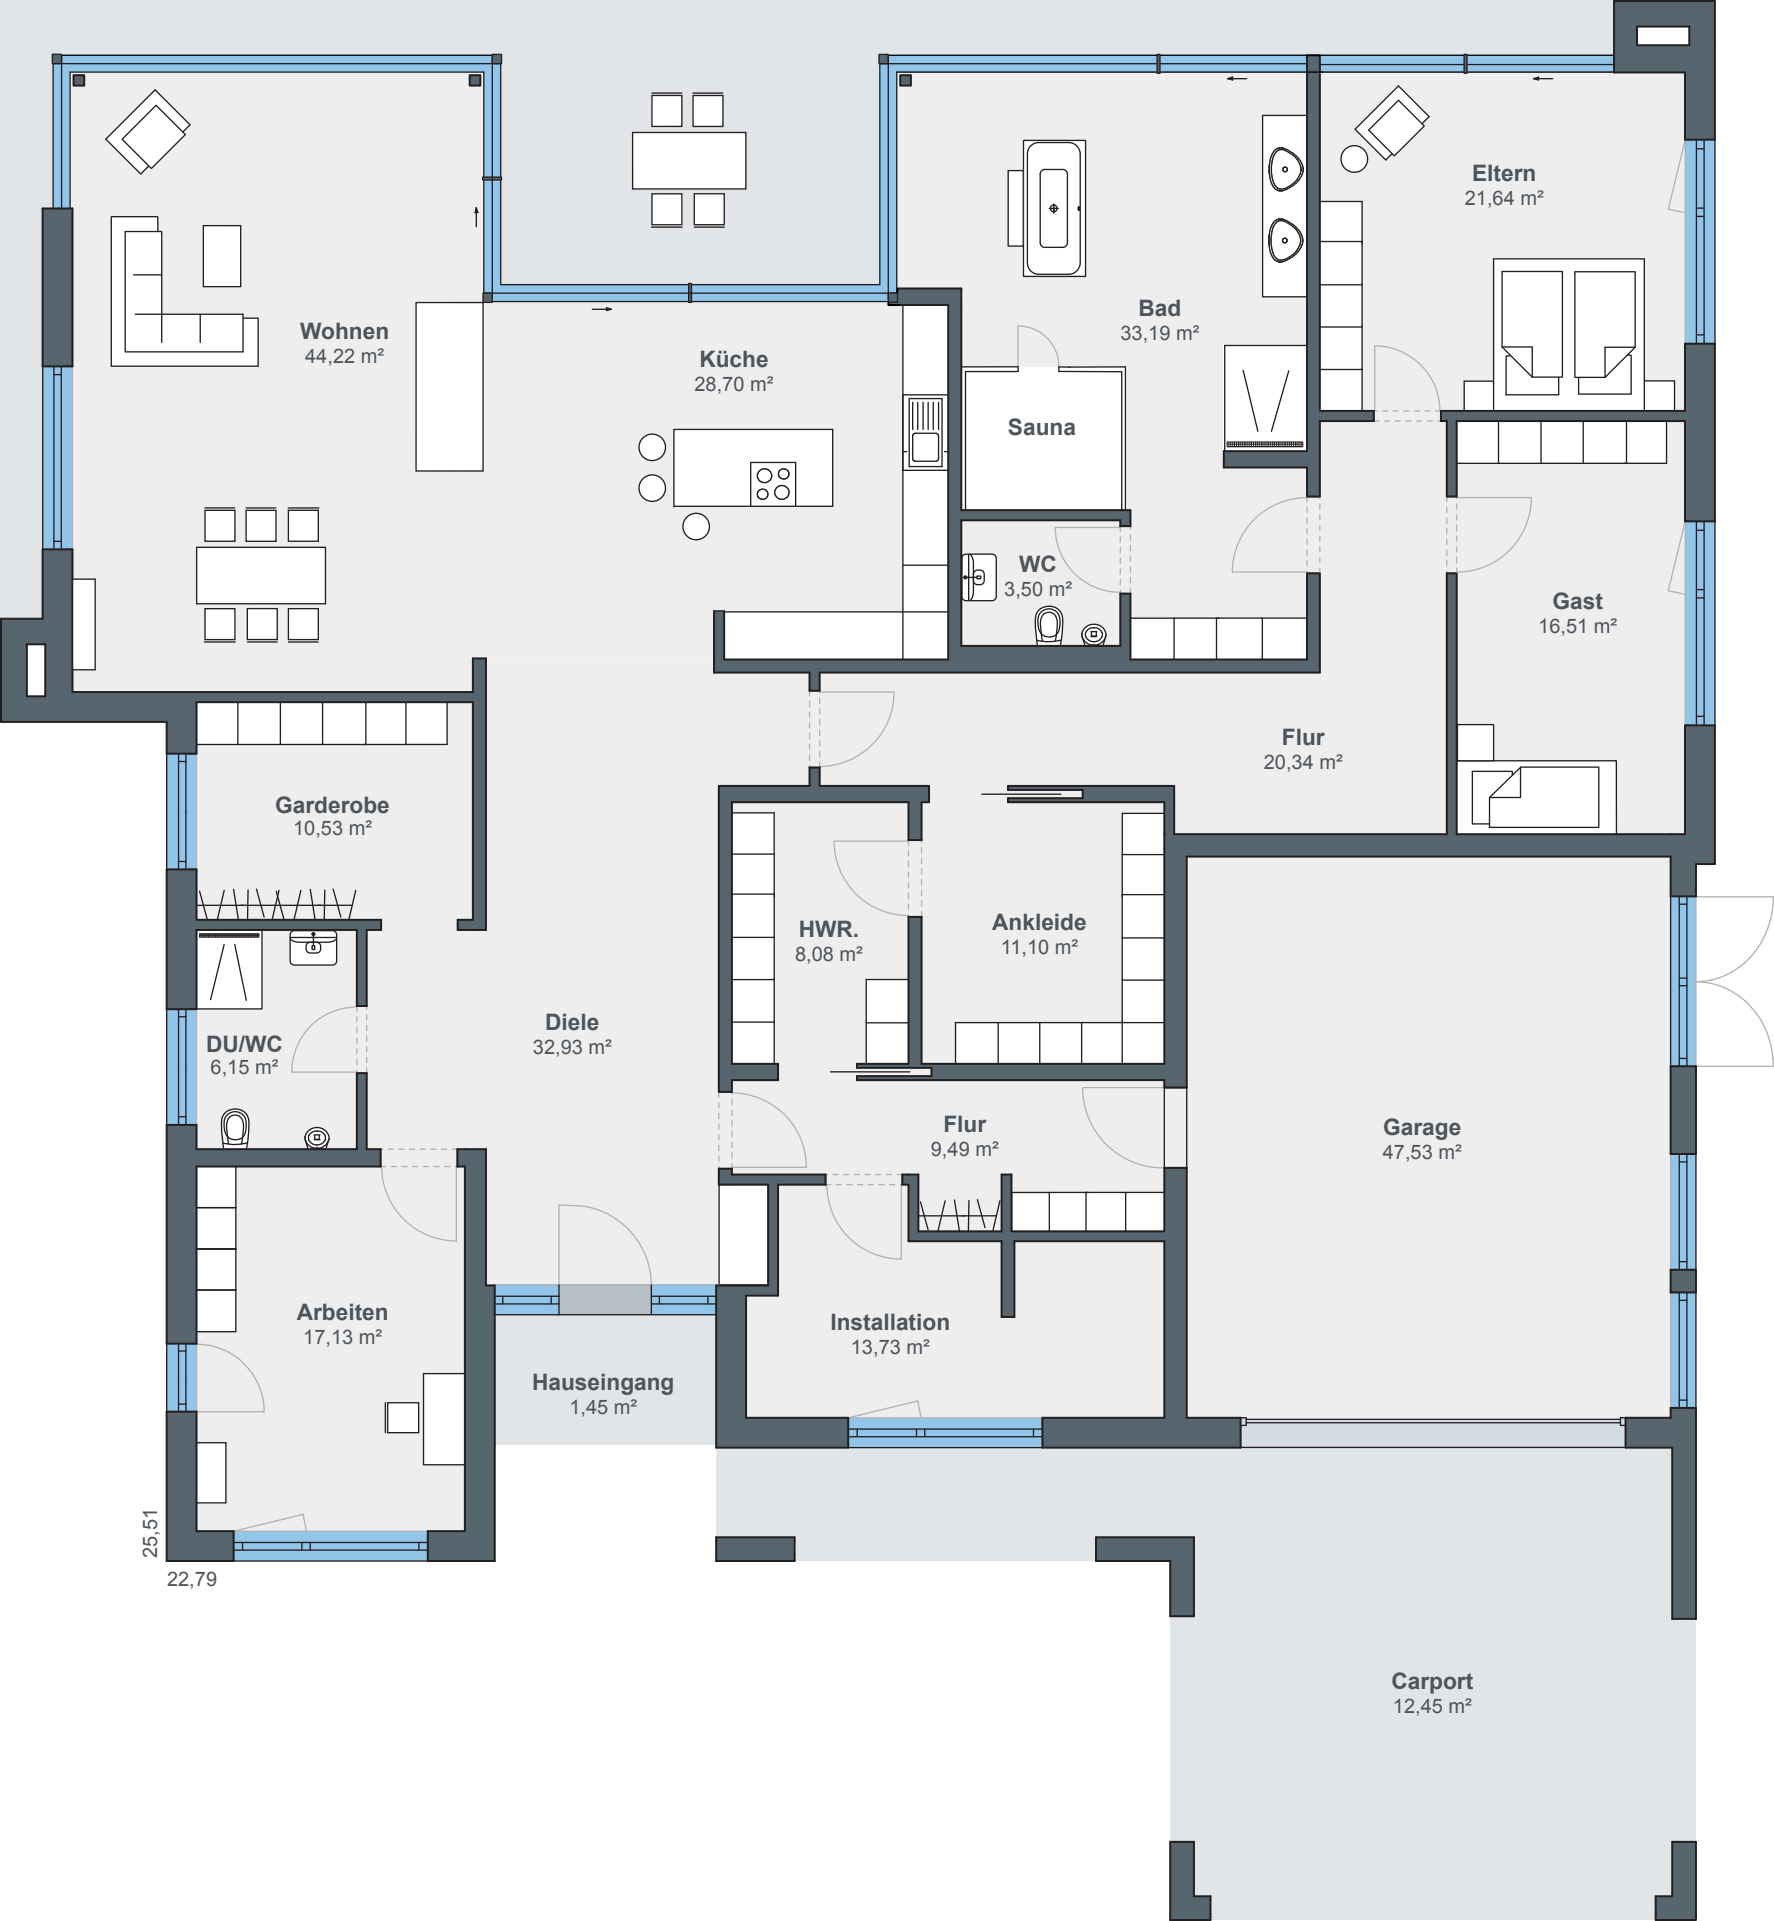 Eltern
21,64 m²
Bad
33,19 m²
Wohnen
44,22 m²
Küche
28,70 m²
Sauna
WC
3,50 m²
Gast
16,51 m²
Flur
20,34 m²
Garderobe
10,53 m²
HWR.
8,08 m²
Ankleide
11,10 m²
Diele
32,93 m²
DU/WC
6,15 m²
Flur
9,49 m²
Garage
47,53 m²
Arbeiten
17,13 m²
Installation
13,73 m²
Hauseingang
1,45 m²
25,51
22,79
Carport
12,45 m²